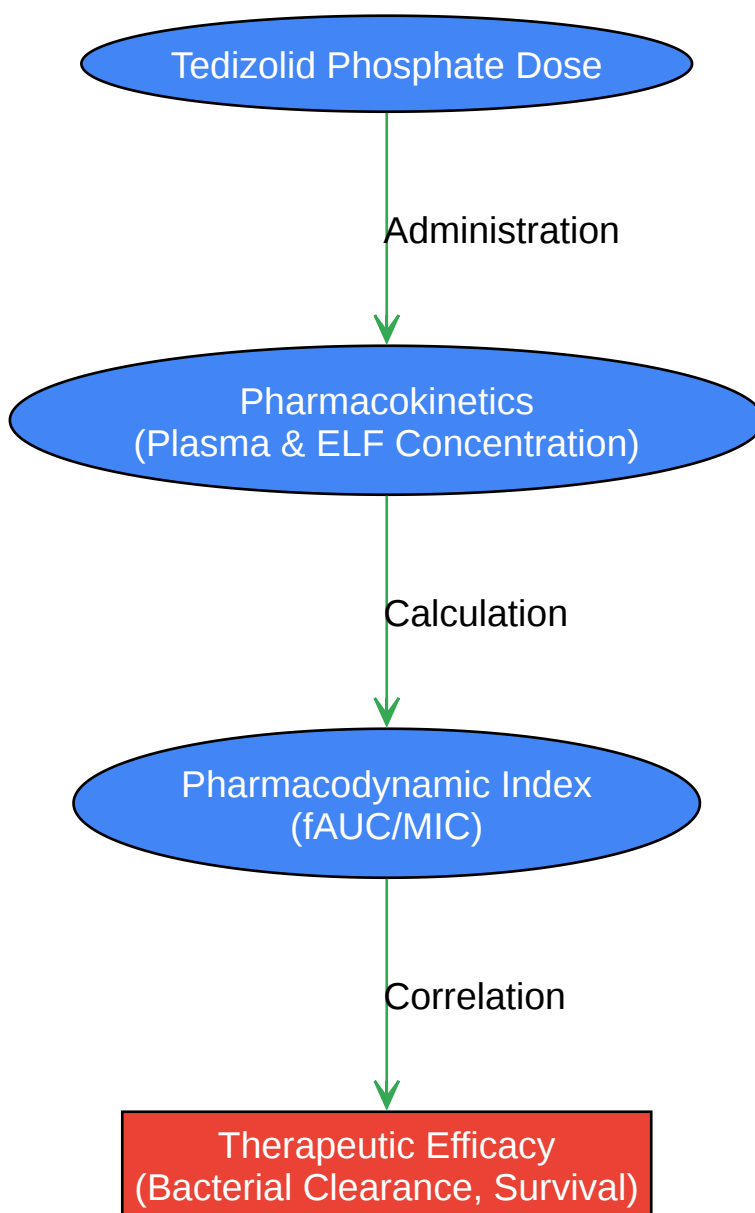 Tedizolid Phosphate Dose
Administration
Pharmacokinetics
(Plasma & ELF Concentration)
Calculation
Pharmacodynamic Index
(fAUC/MIC)
Correlation
Therapeutic Efficacy
(Bacterial Clearance, Survival)